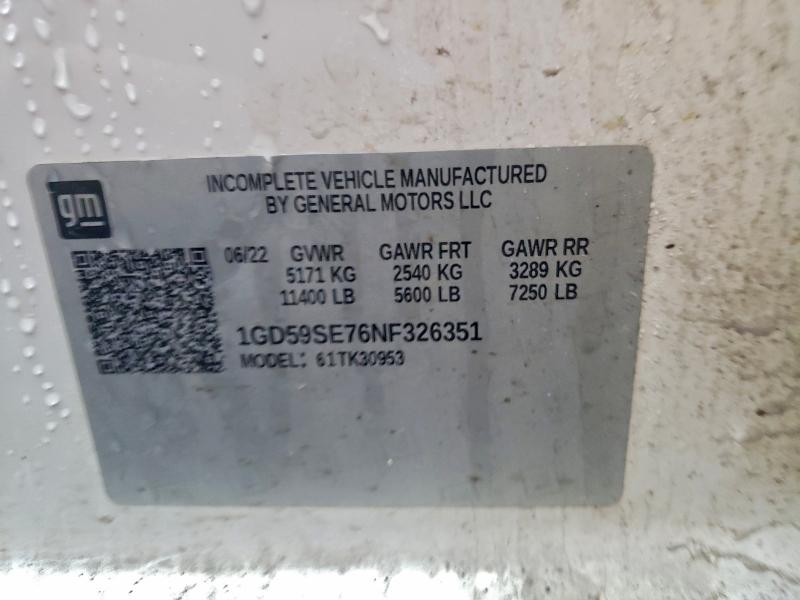 gm
INCOMPLETE VEHICLE MANUFACTURED
BY GENERAL MOTORS LLC
06/22 GVWR GAWR FRT GAWR RR
5171 KG 2540 KG 3289 KG
11400 LB 5600 LB 7250 LB
1GD59SE76NF326351
MODEL: 61TK30953